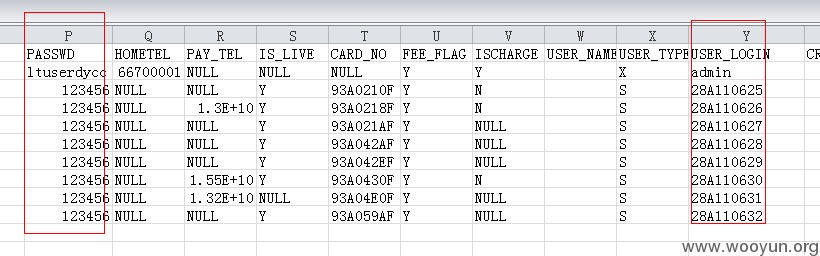 P Q R S T U V W X Y
PASSWD HOMETEL PAY_TEL IS_LIVE CARD_NO FEE_FLAG ISCHARGE USER_NAME USER_TYPE USER_LOGIN CR
ltuserdycc 66700001 NULL NULL NULL Y Y X admin
123456 NULL NULL Y 93A0210F Y N S 28A110625
123456 NULL 1.3E+10 Y 93A0218F Y N S 28A110626
123456 NULL NULL Y 93A021AF Y NULL S 28A110627
123456 NULL NULL Y 93A042AF Y NULL S 28A110628
123456 NULL NULL Y 93A042EF Y NULL S 28A110629
123456 NULL 1.55E+10 Y 93A0430F Y N S 28A110630
123456 NULL 1.32E+10 NULL 93A04E0F Y NULL S 28A110631
123456 NULL NULL Y 93A059AF Y NULL S 28A110632
www.wooyun.org